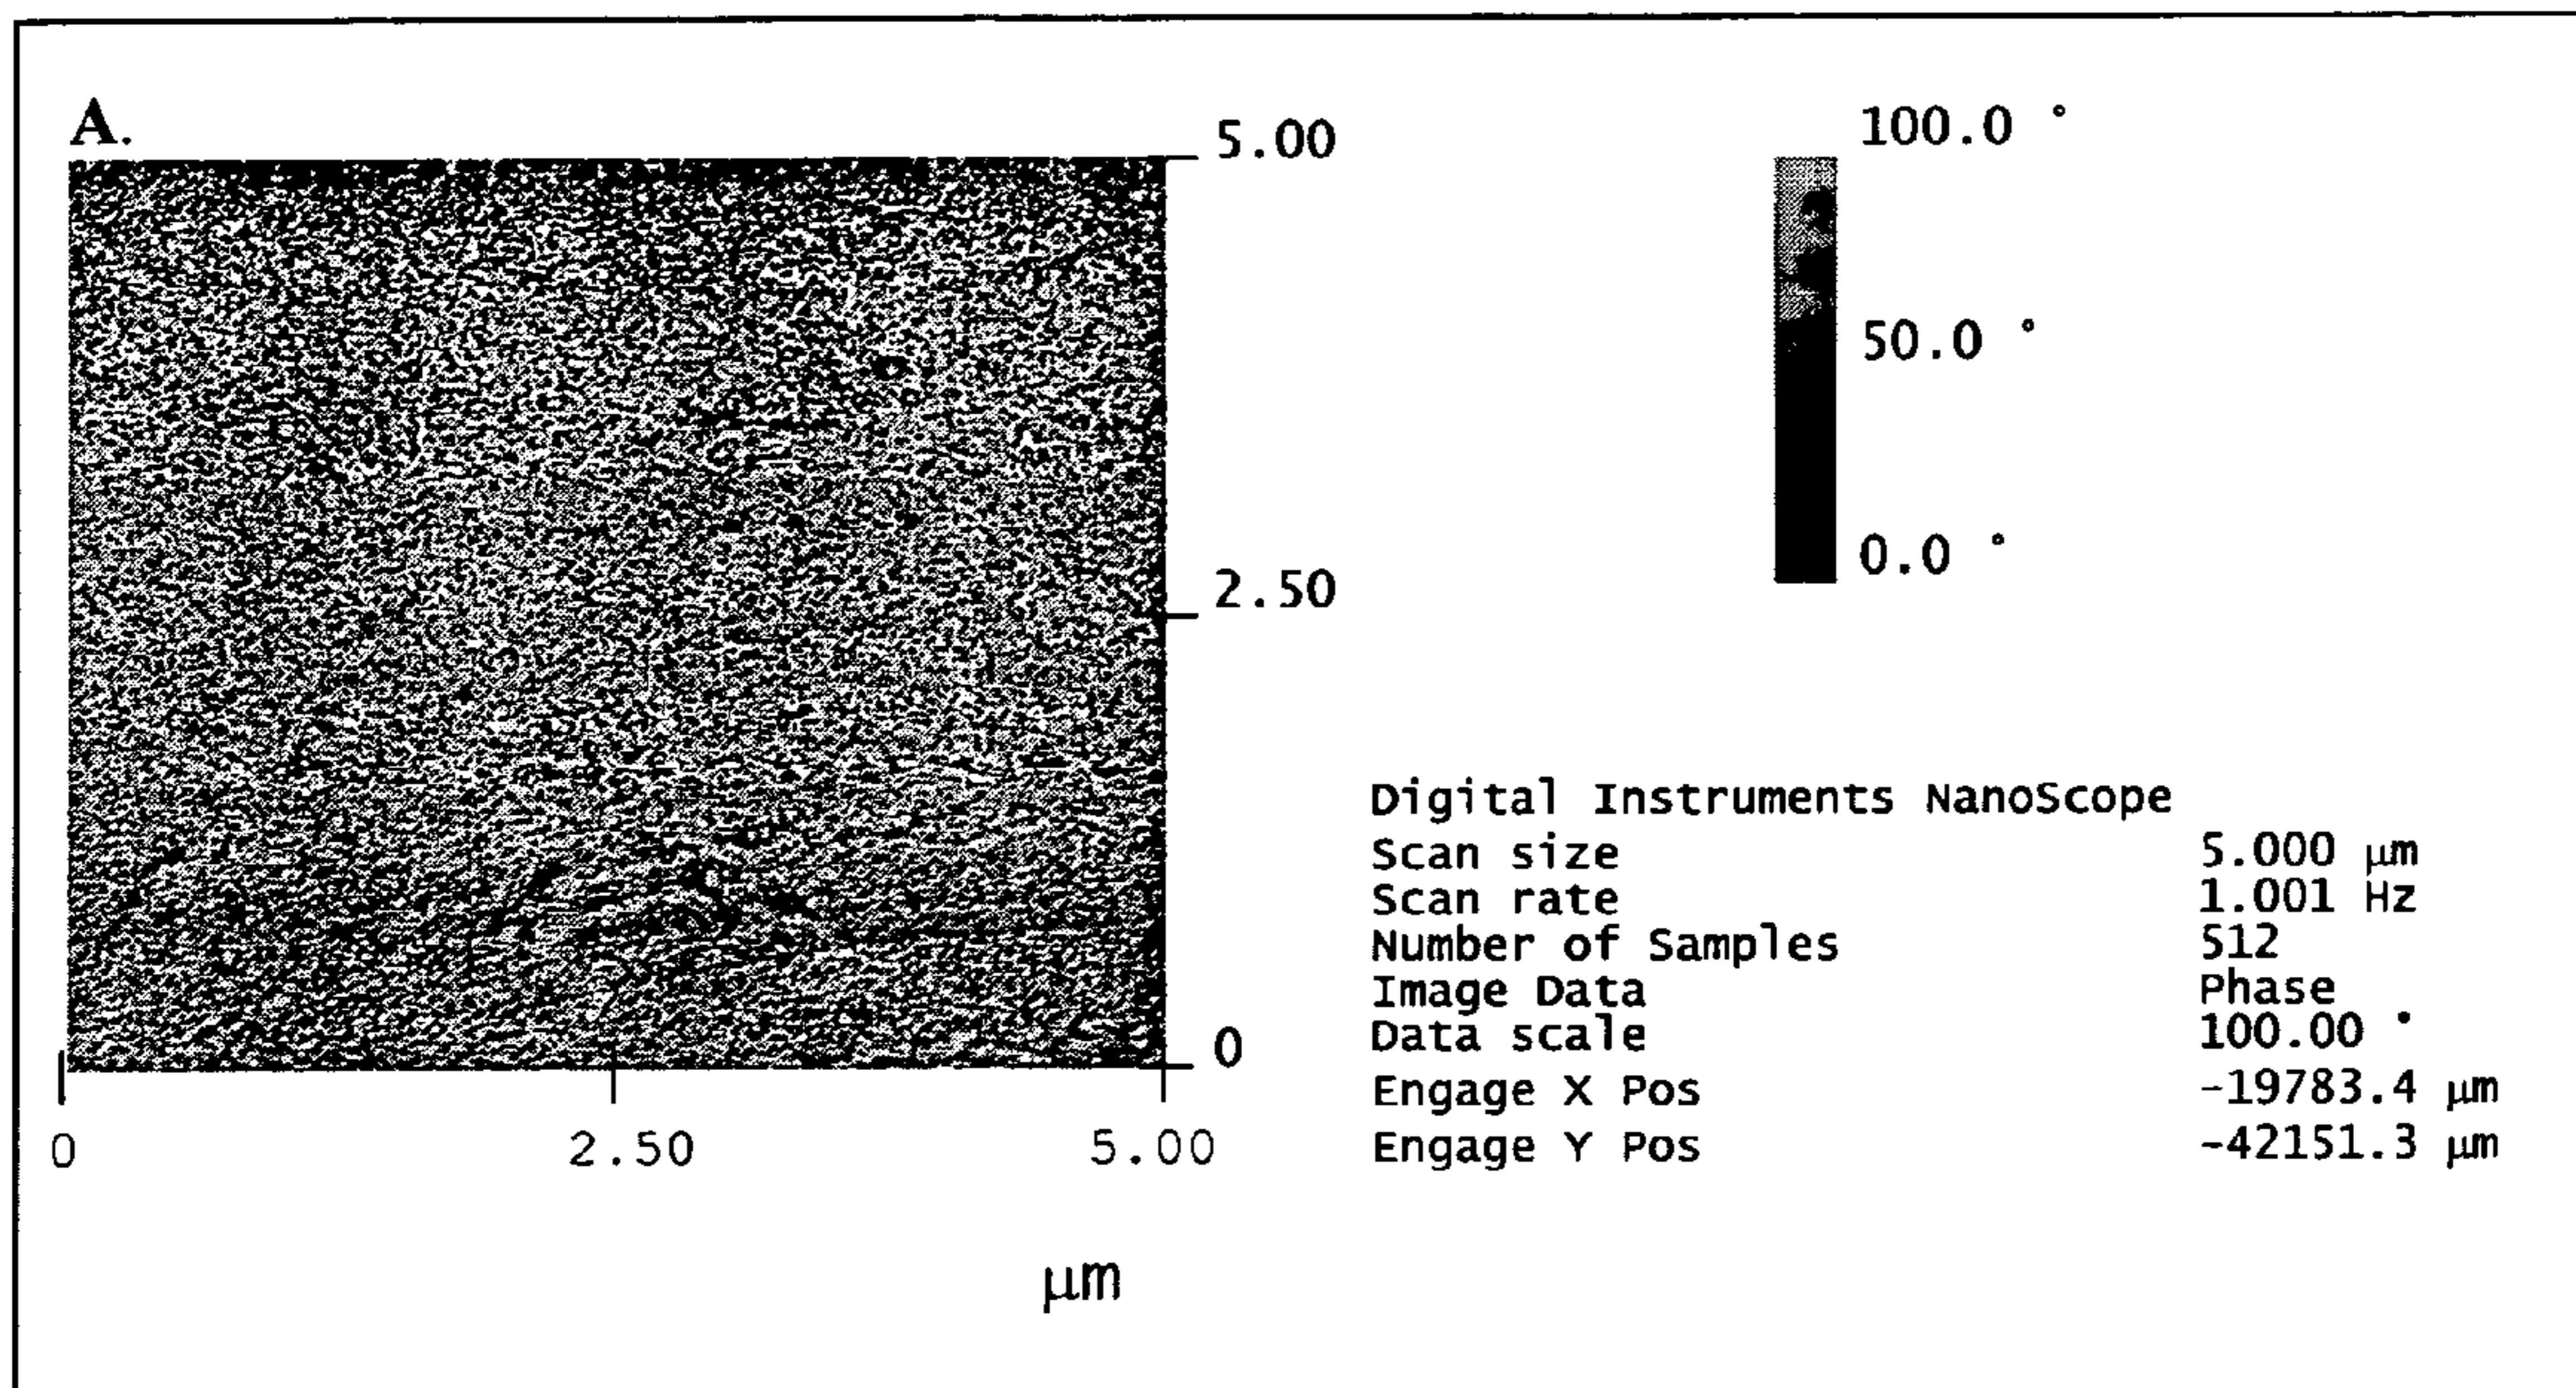 A.
5.00
2.50
0
0 2.50 5.00
μm
100.0 °
50.0 °
0.0 °
Digital Instruments NanoScope
Scan size 5.000 μm
Scan rate 1.001 Hz
Number of Samples 512
Image Data Phase
Data scale 100.00 °
Engage X Pos -19783.4 μm
Engage Y Pos -42151.3 μm